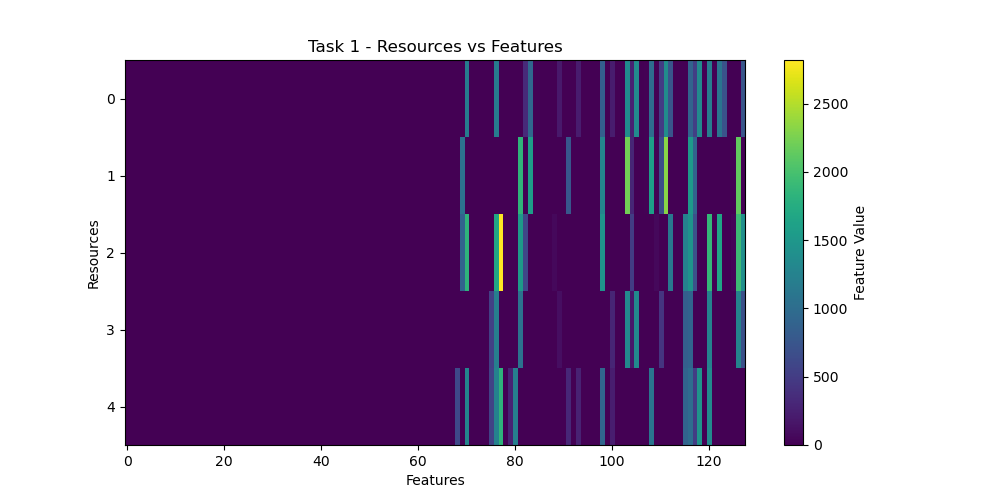 Task 1 - Resources vs Features
Resources
0
1
2
3
4
0 20 40 60 80 100 120
Features
2500
2000
1500
1000
500
0
Feature Value